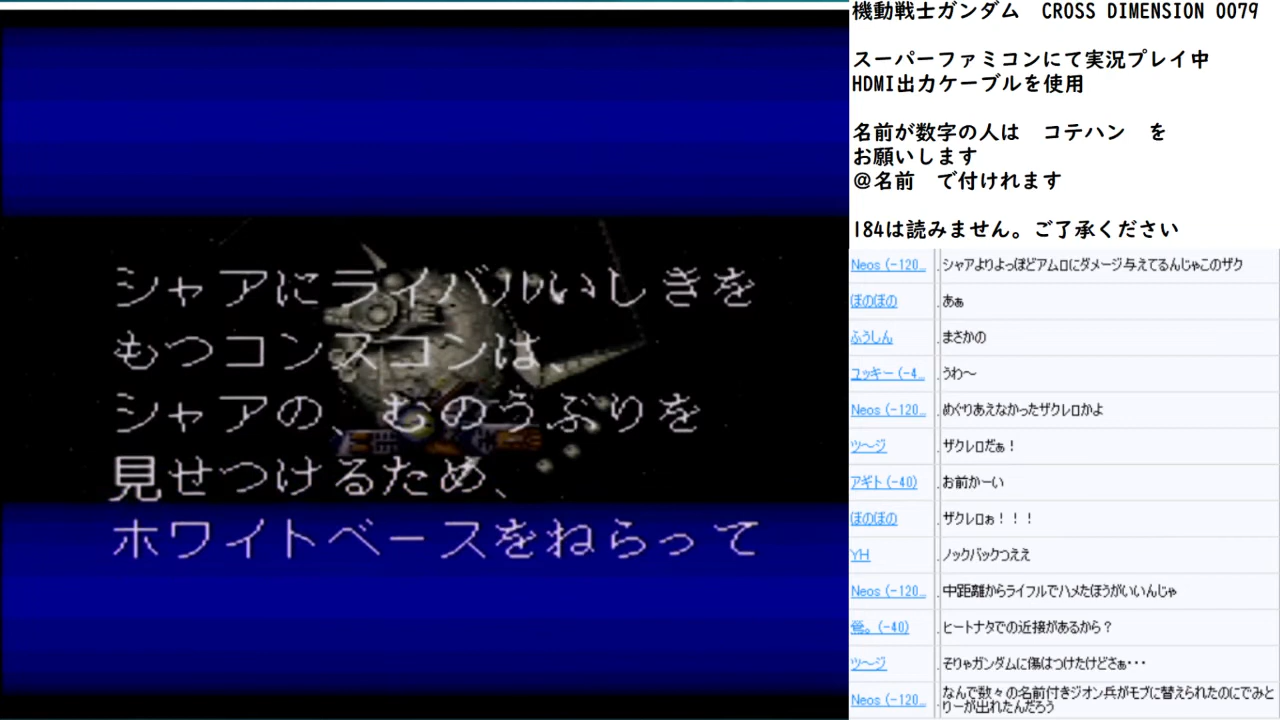 シャアにライバルいしきを
もつコンスコンは、
シャアの、むのうぶりを
見せつけるため、
ホワイトベースをねらって
機動戦士ガンダム　CROSS DIMENSION 0079
スーパーファミコンにて実況プレイ中
HDMI出力ケーブルを使用
名前が数字の人は　コテハン　を
お願いします
＠名前　で付けれます
184は読みません。ご了承ください
Neos (-120... シャアよりよっぽどアムロにダメージ与えてるんじゃこのザク
ぽのぽの あぁ
ふうしん まさかの
ユッキー (-4... うわ～
Neos (-120... めぐりあえなかったザクレロかよ
ツ～ジ ザクレロだぁ！
アギト (-40) お前かーい
ぽのぽの ザクレロぉ！！！
YH ノックバックつええ
Neos (-120... 中距離からライフルでハメたほうがいいんじゃ
鶯。(-40) ヒートナタでの近接があるから？
ツ～ジ そりゃガンダムに傷はつけたけどさぁ・・・
Neos (-120... なんで数々の名前付きジオン兵がモブに替えられたのにでみと
りーが出れたんだろう